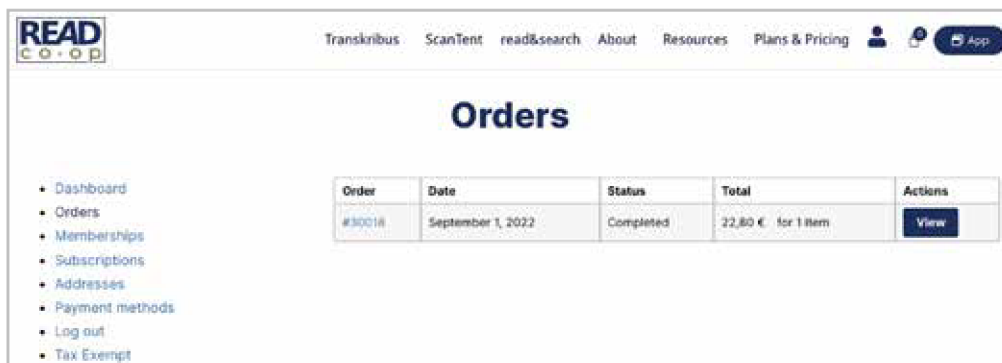 READ
CO·OP
Transkribus ScanTent read&search About Resources Plans & Pricing 0 App
Orders
Dashboard
Orders
Memberships
Subscriptions
Addresses
Payment methods
Log out
Tax Exempt
Order Date Status Total Actions
#30018 September 1, 2022 Completed 22,80 € for 1 item View